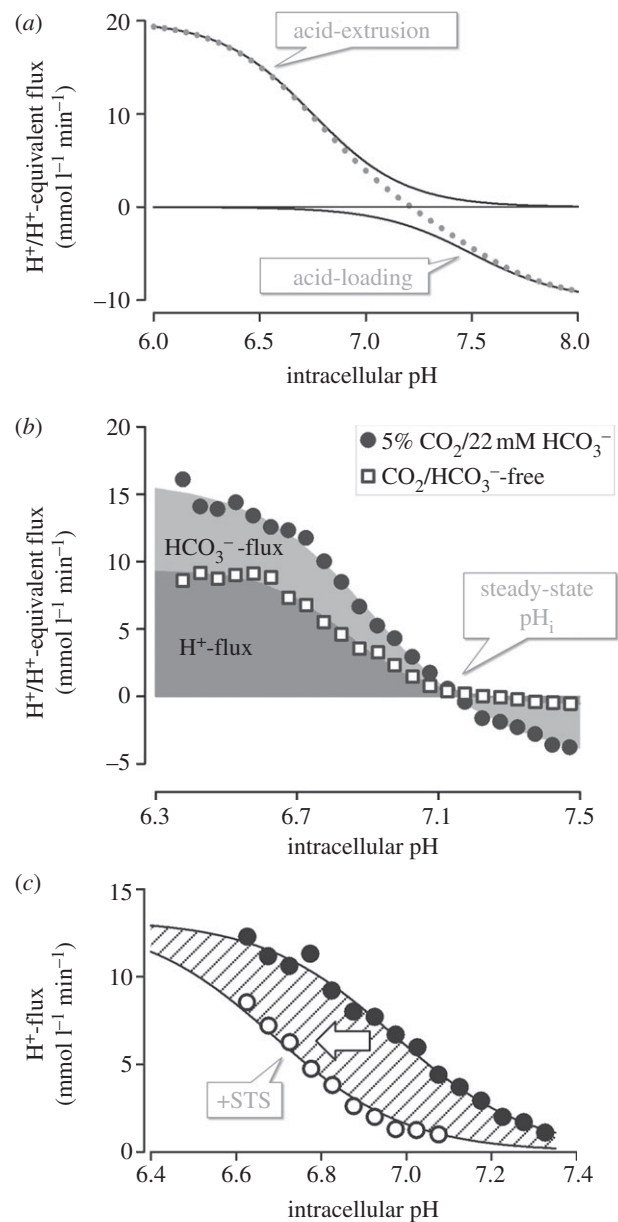 (a)
20
10
0
–10
H⁺/H⁺-equivalent flux
(mmol l⁻¹ min⁻¹)
acid-extrusion
acid-loading
6.0 6.5 7.0 7.5 8.0
intracellular pH
(b)
20
15
10
5
0
–5
H⁺/H⁺-equivalent flux
(mmol l⁻¹ min⁻¹)
5% CO₂/22 mM HCO₃⁻
CO₂/HCO₃⁻-free
HCO₃⁻-flux
H⁺-flux
steady-state
pHᵢ
6.3 6.7 7.1 7.5
intracellular pH
(c)
15
10
5
0
H⁺-flux
(mmol l⁻¹ min⁻¹)
+STS
6.4 6.6 6.8 7.0 7.2 7.4
intracellular pH